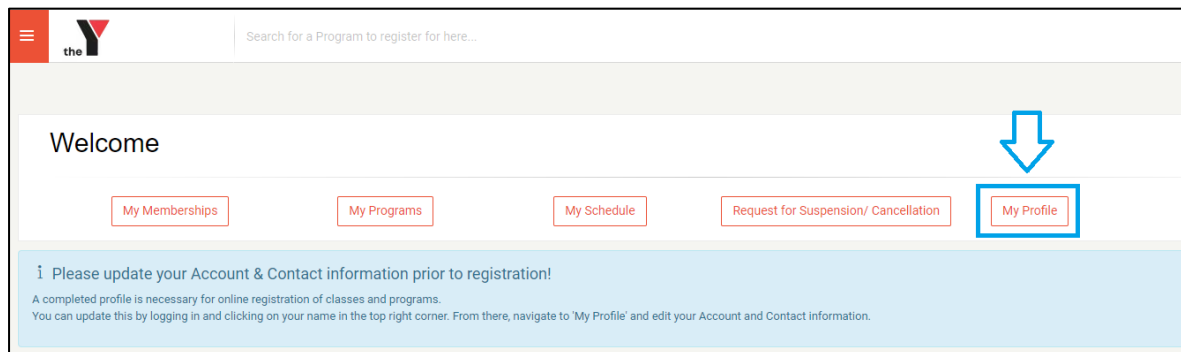 the Y
Search for a Program to register for here...
Welcome
My Memberships
My Programs
My Schedule
Request for Suspension/ Cancellation
My Profile
i Please update your Account & Contact information prior to registration!
A completed profile is necessary for online registration of classes and programs.
You can update this by logging in and clicking on your name in the top right corner. From there, navigate to 'My Profile' and edit your Account and Contact information.